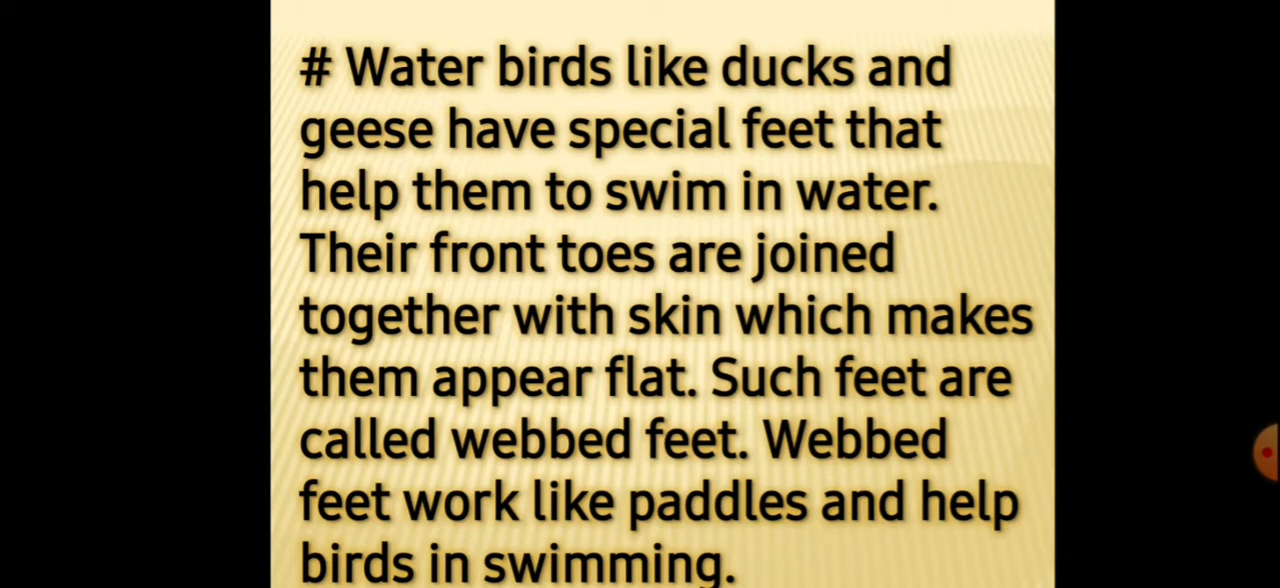 # Water birds like ducks and
geese have special feet that
help them to swim in water.
Their front toes are joined
together with skin which makes
them appear flat. Such feet are
called webbed feet. Webbed
feet work like paddles and help
birds in swimming.